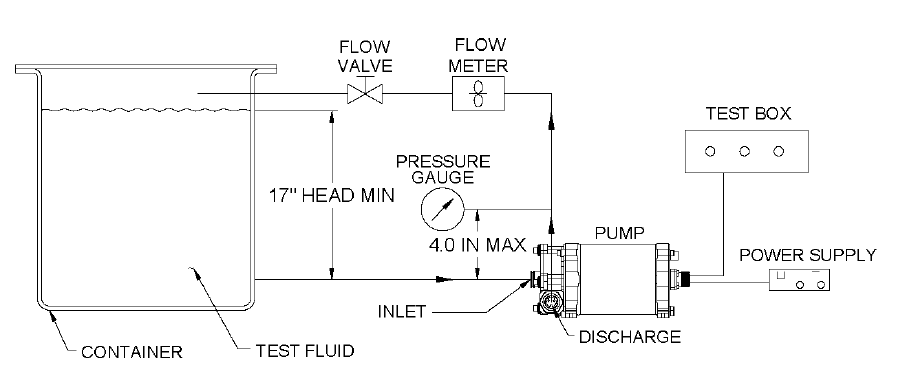 FLOW
VALVE
FLOW
METER
TEST BOX
PRESSURE
GAUGE
17" HEAD MIN
4.0 IN MAX
PUMP
POWER SUPPLY
INLET
DISCHARGE
CONTAINER
TEST FLUID